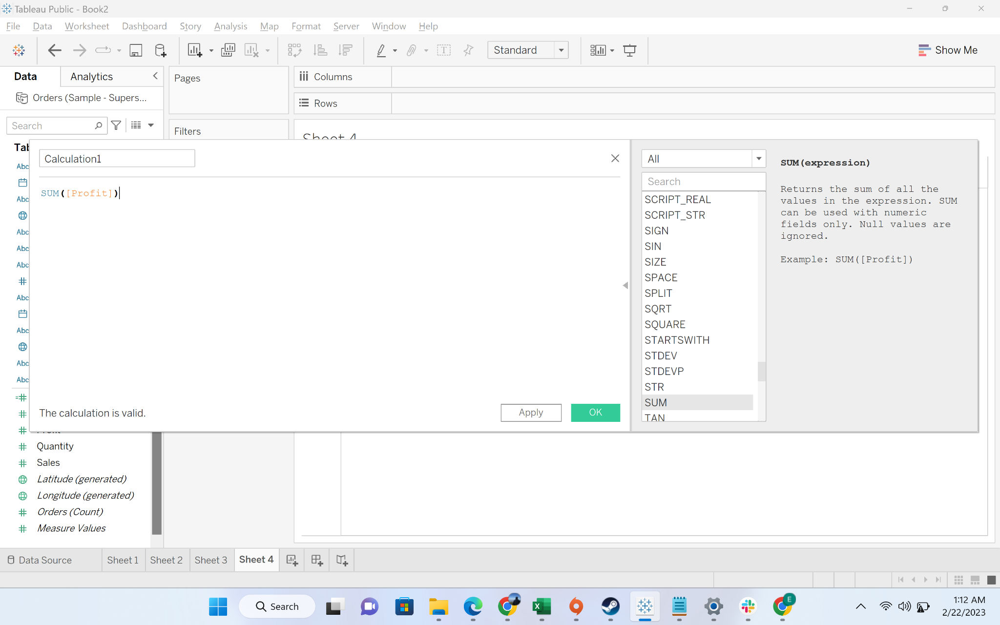 Tableau Public - Book2
File Data Worksheet Dashboard Story Analysis Map Format Server Window Help
Standard
Show Me
Data Analytics
Pages
Columns
Orders (Sample - Supers...
Rows
Search
Filters
Sheet 4
Tab
Abc
Abc
Abc
Abc
Abc
Abc
Abc
Abc
Abc
Calculation1
SUM([Profit])
The calculation is valid.
Apply
OK
All
Search
SCRIPT_REAL
SCRIPT_STR
SIGN
SIN
SIZE
SPACE
SPLIT
SQRT
SQUARE
STARTSWITH
STDEV
STDEVP
STR
SUM
TAN
SUM(expression)
Returns the sum of all the
values in the expression. SUM
can be used with numeric
fields only. Null values are
ignored.
Example: SUM([Profit])
Quantity
Sales
Latitude (generated)
Longitude (generated)
Orders (Count)
Measure Values
Data Source Sheet 1 Sheet 2 Sheet 3 Sheet 4
Search
E
1:12 AM
2/22/2023